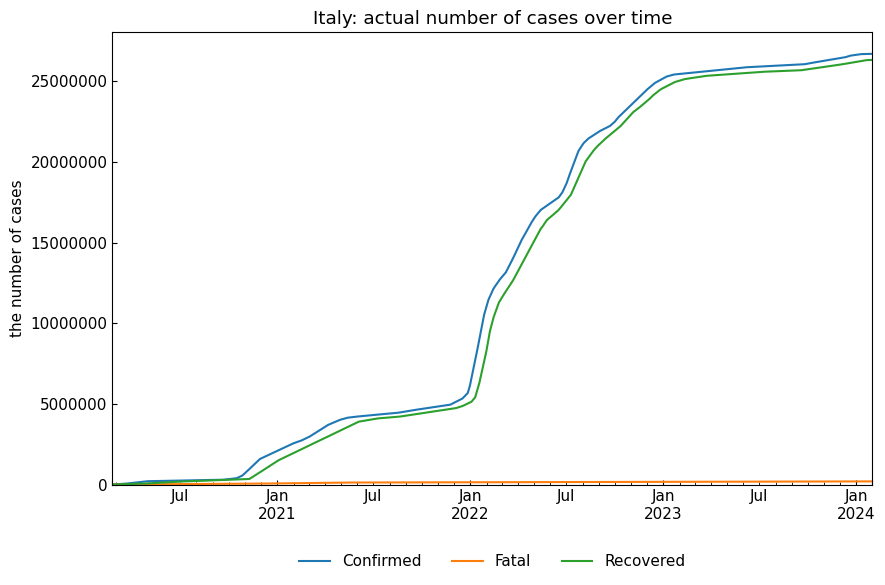 Italy: actual number of cases over time
the number of cases
25000000
20000000
15000000
10000000
5000000
0
Jul Jan Jul Jan Jul Jan Jul Jan
2021 2022 2023 2024
Confirmed Fatal Recovered